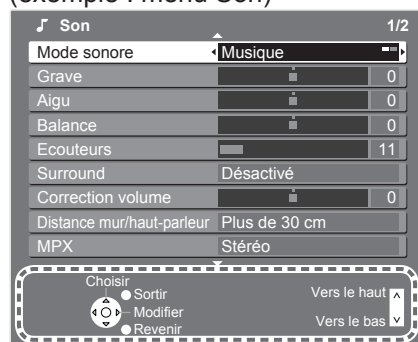 (exemple : menu Son)
Son 1/2
Mode sonore Musique
Grave 0
Aigu 0
Balance 0
Ecouteurs 11
Surround Désactivé
Correction volume 0
Distance mur/haut-parleur Plus de 30 cm
MPX Stéréo
Choisir
Sortir Vers le haut
Modifier
Revenir Vers le bas